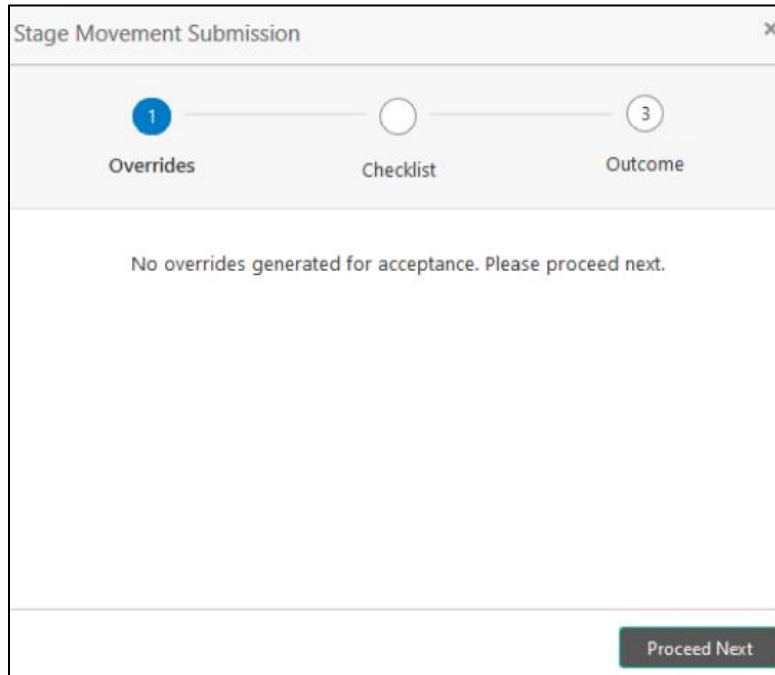 Stage Movement Submission ×
1 3
Overrides Checklist Outcome
No overrides generated for acceptance. Please proceed next.
Proceed Next